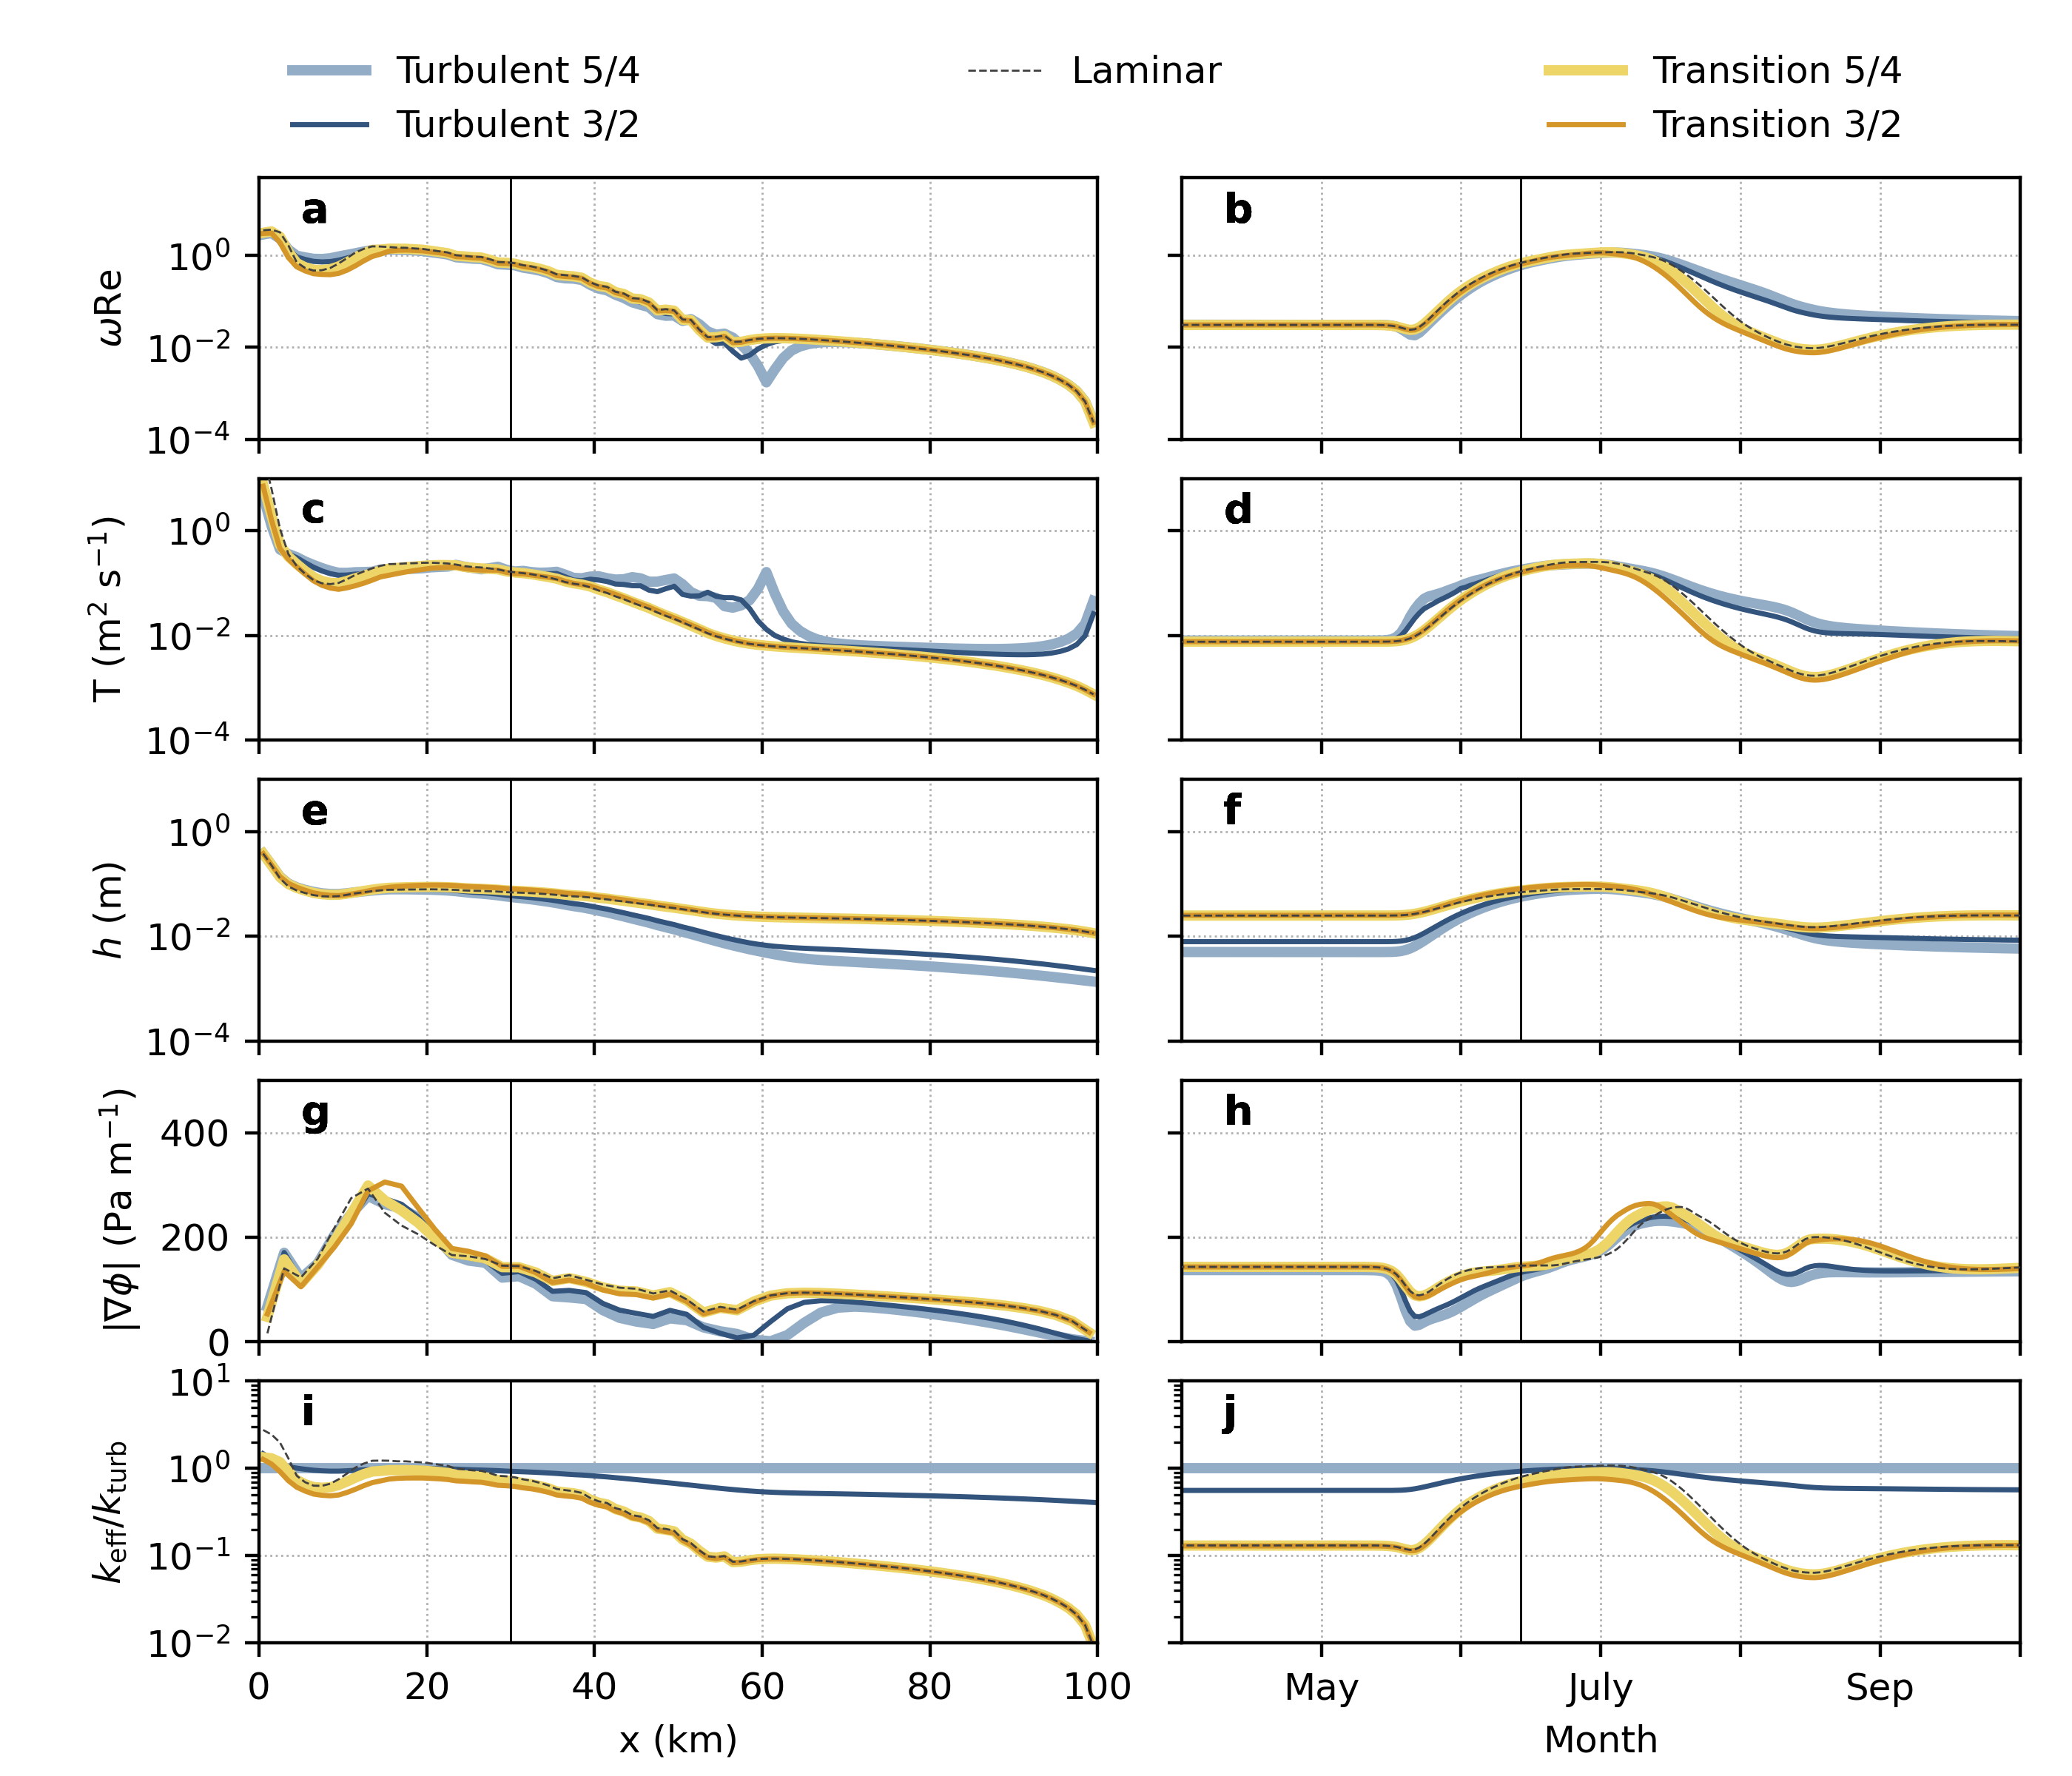 Turbulent 5/4 Laminar Transition 5/4
Turbulent 3/2 Transition 3/2
a b
ωRe
10⁰
10⁻²
10⁻⁴
c d
T (m² s⁻¹)
10⁰
10⁻²
10⁻⁴
e f
h (m)
10⁰
10⁻²
10⁻⁴
g h
|∇ϕ| (Pa m⁻¹)
400
200
0
i j
k_eff/k_turb
10¹
10⁰
10⁻¹
10⁻²
0 20 40 60 80 100 May July Sep
x (km) Month